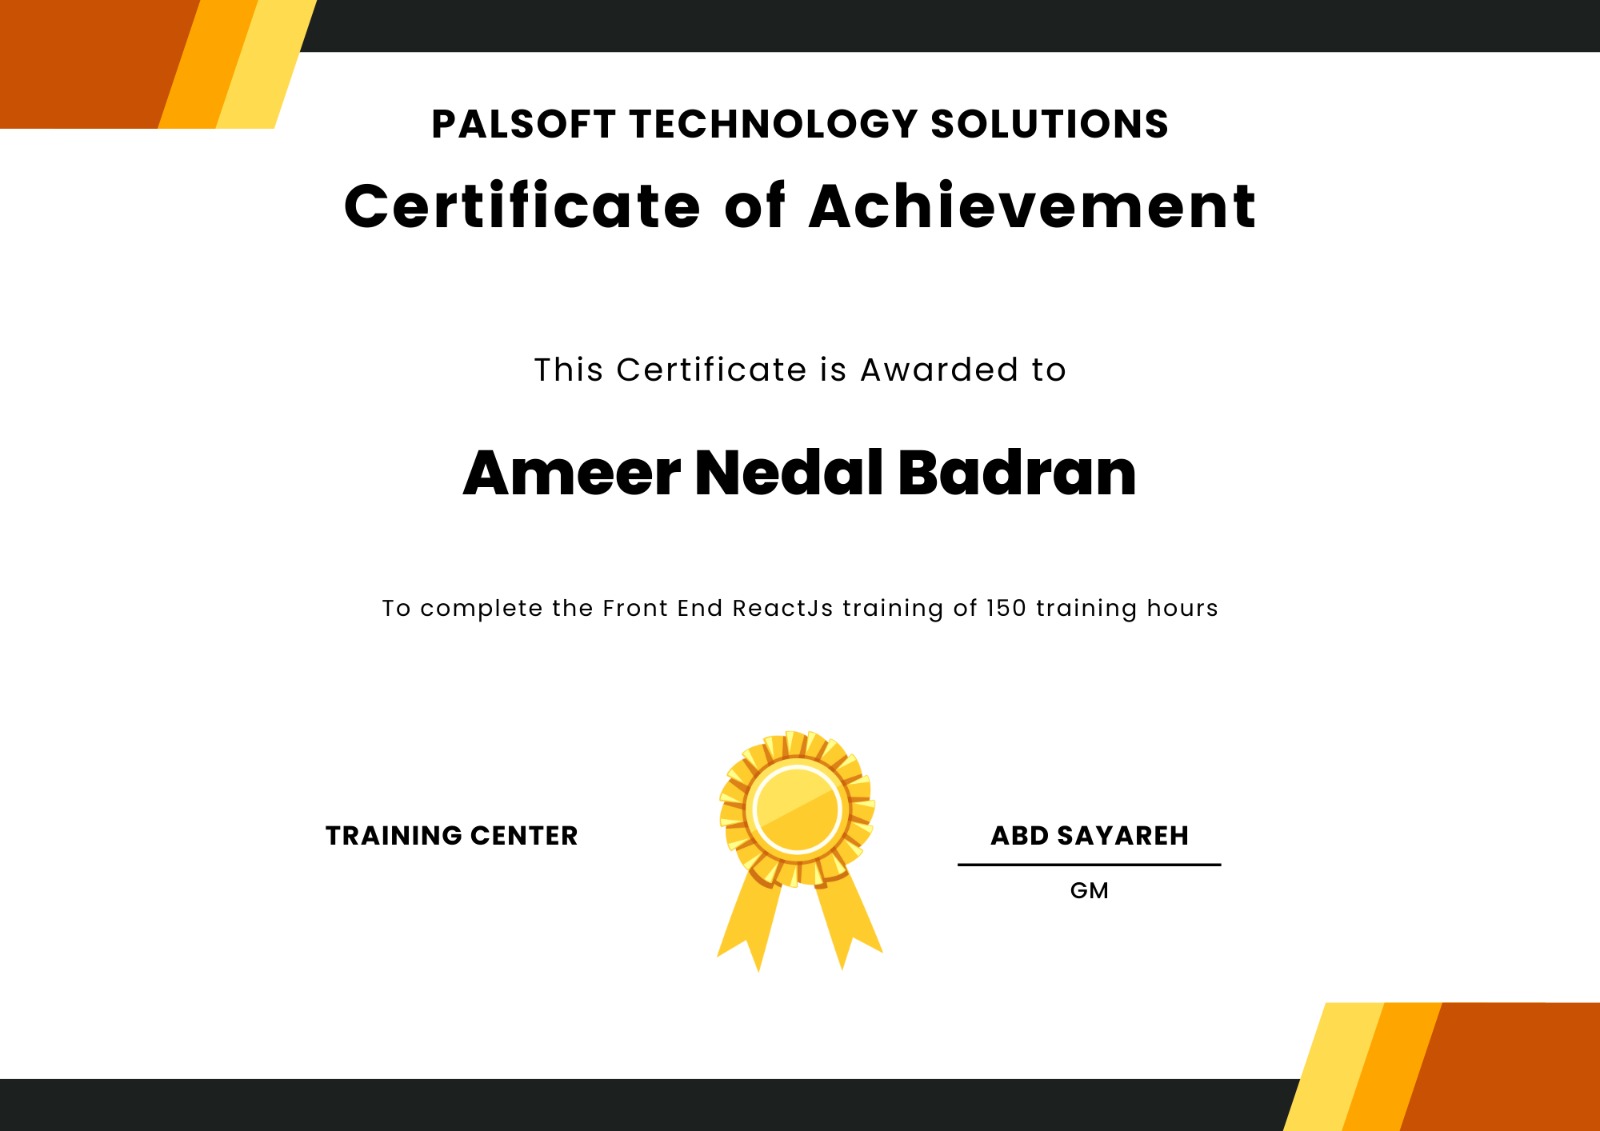 PALSOFT TECHNOLOGY SOLUTIONS
Certificate of Achievement
This Certificate is Awarded to
Ameer Nedal Badran
To complete the Front End ReactJs training of 150 training hours
TRAINING CENTER
ABD SAYAREH
GM